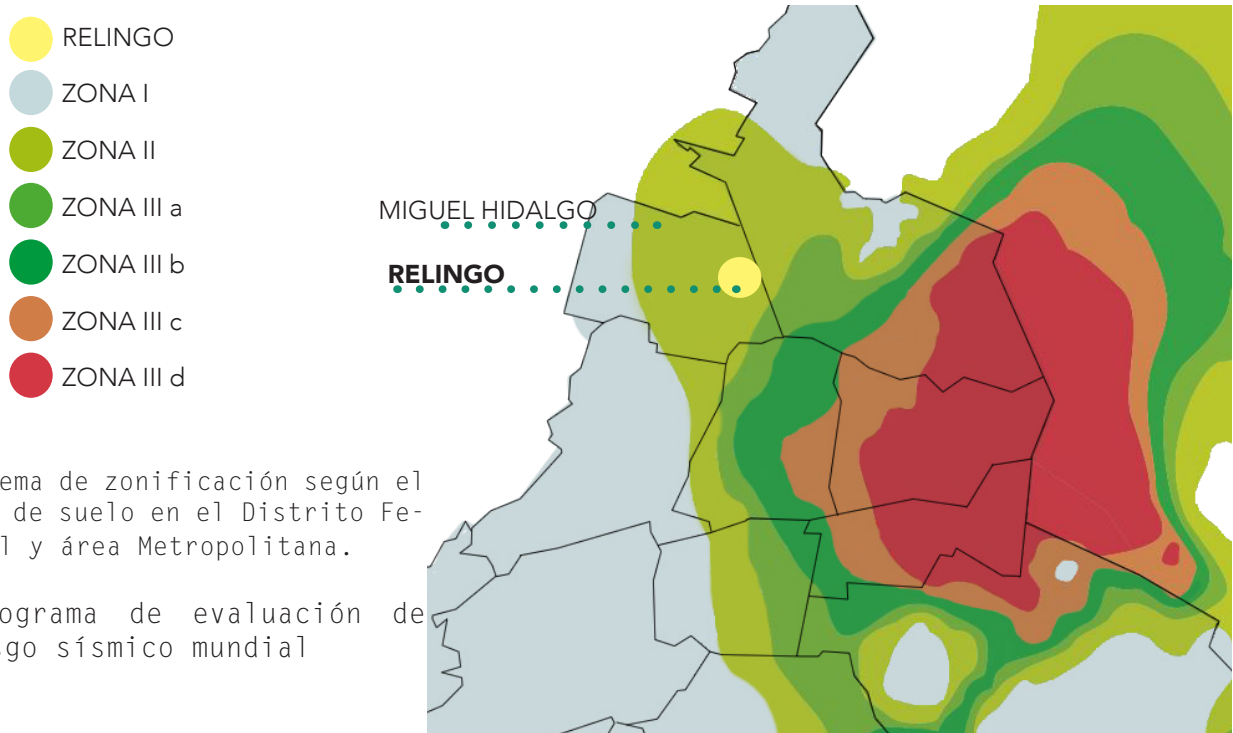 RELINGO
ZONA I
ZONA II
ZONA III a
ZONA III b
ZONA III c
ZONA III d
MIGUEL HIDALGO
RELINGO
ema de zonificación según el
de suelo en el Distrito Fe-
l y área Metropolitana.
ograma de evaluación de
sgo sísmico mundial